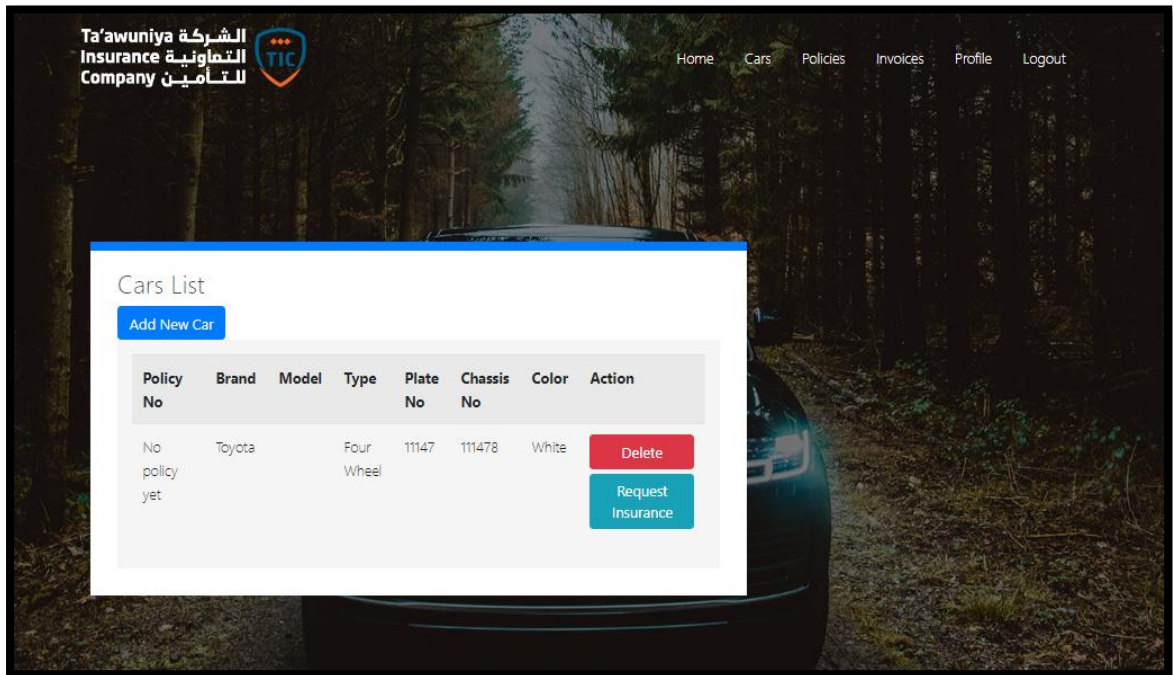 Ta'awuniya الشركة
Insurance التعاونية
Company للتأمين
TIC
Home Cars Policies Invoices Profile Logout
Cars List
Add New Car
Policy No Brand Model Type Plate No Chassis No Color Action
No policy yet Toyota Four Wheel 11147 111478 White Delete
Request
Insurance